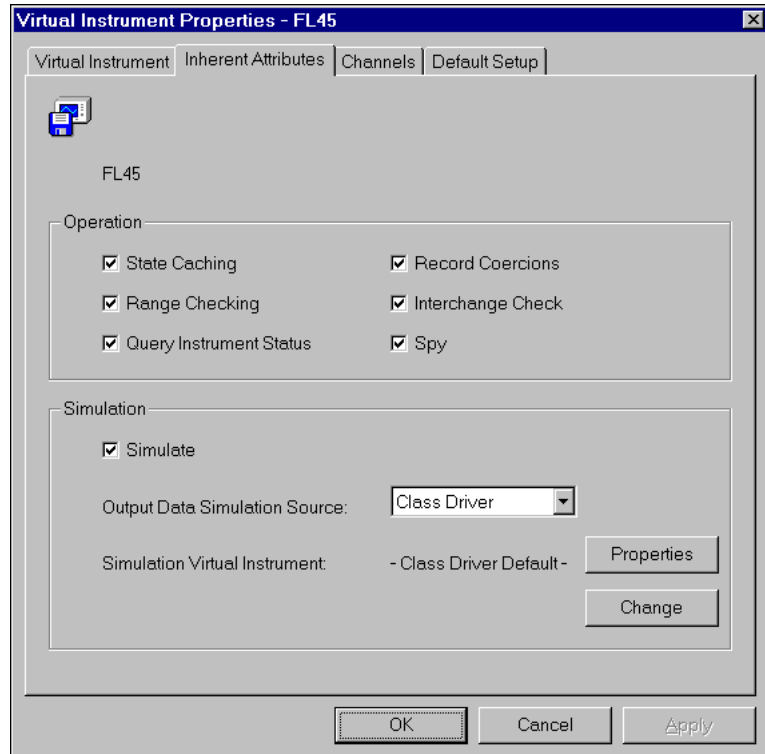 Virtual Instrument Properties - FL45
Virtual Instrument Inherent Attributes Channels Default Setup
FL45
Operation
State Caching Record Coercions
Range Checking Interchange Check
Query Instrument Status Spy
Simulation
Simulate
Output Data Simulation Source: Class Driver
Simulation Virtual Instrument: - Class Driver Default - Properties
Change
OK Cancel Apply